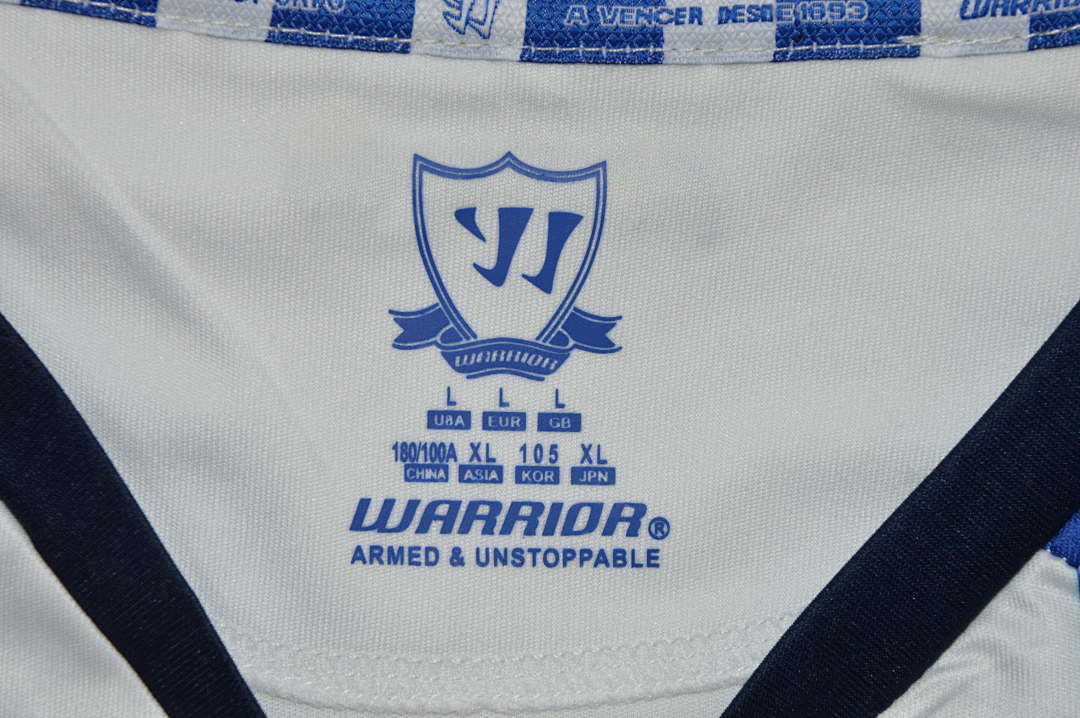 A VENCER DESDE 1893
WARRIOR
WARRIOR
L L L
USA EUR GB
180/100A XL 105 XL
CHINA ASIA KOR JPN
WARRIOR®
ARMED & UNSTOPPABLE